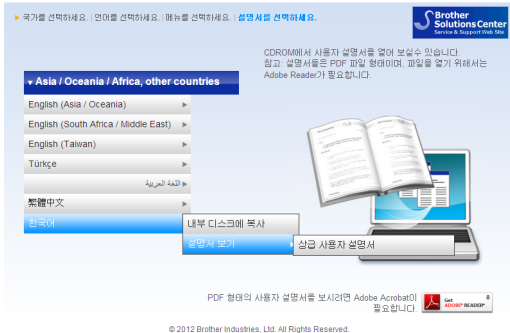 ▸ 국가를 선택하세요. | 언어를 선택하세요. | 메뉴를 선택하세요. | 설명서를 선택하세요.
Brother
Solutions Center
Service & Support Web Site
CDROM에서 사용자 설명서를 열어 보실수 있습니다.
참고: 설명서들은 PDF 파일 형태이며, 파일을 열기 위해서는
Adobe Reader가 필요합니다.
▾ Asia / Oceania / Africa, other countries
English (Asia / Oceania)
English (South Africa / Middle East)
English (Taiwan)
Türkçe
اللغة العربية
繁體中文
한국어
내부 디스크에 복사
설명서 보기
상급 사용자 설명서
PDF 형태의 사용자 설명서를 보시려면 Adobe Acrobat이
필요합니다.
Get
ADOBE® READER®
© 2012 Brother Industries, Ltd. All Rights Reserved.